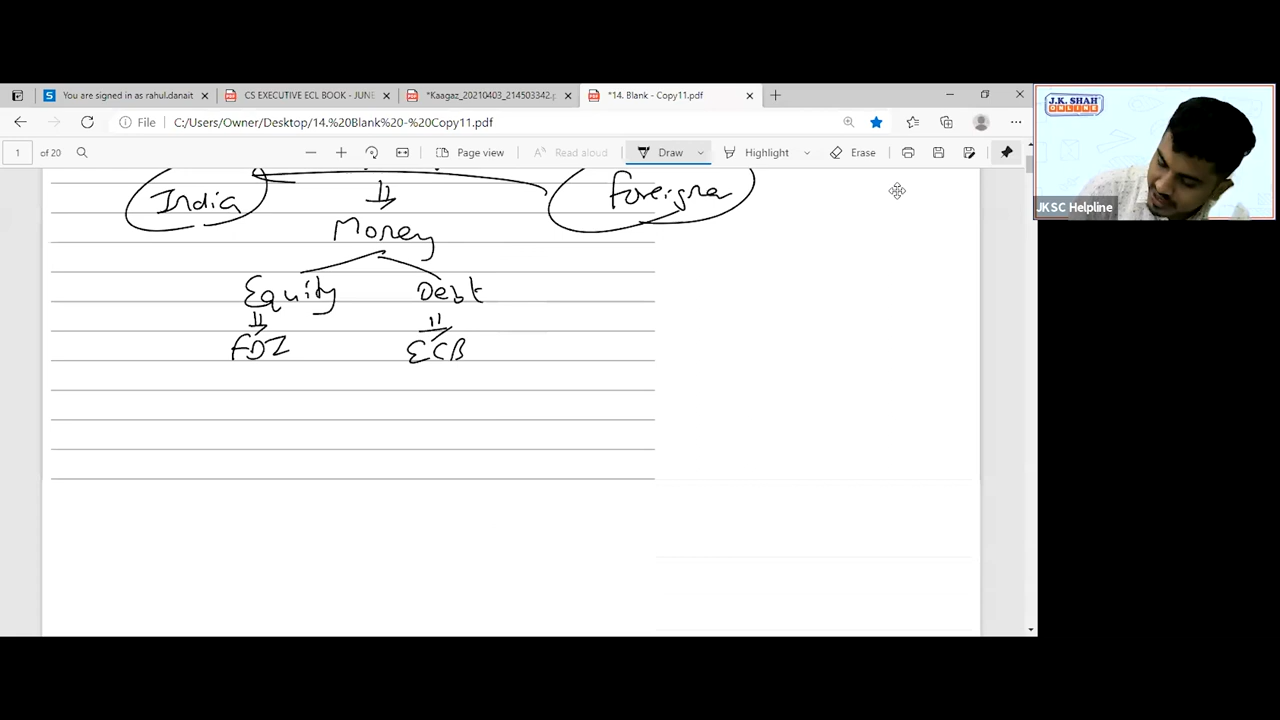 You are signed in as rahul.danait
CS EXECUTIVE ECL BOOK - JUNE
*Kaagaz_20210403_214503342.p
*14. Blank - Copy11.pdf
File C:/Users/Owner/Desktop/14.%20Blank%20-%20Copy11.pdf
1 of 20
Page view
Read aloud
Draw
Highlight
Erase
J.K. SHAH
ONLINE
JKSC Helpline
India
Foreigner
Money
Equity Debt
FDI ECB